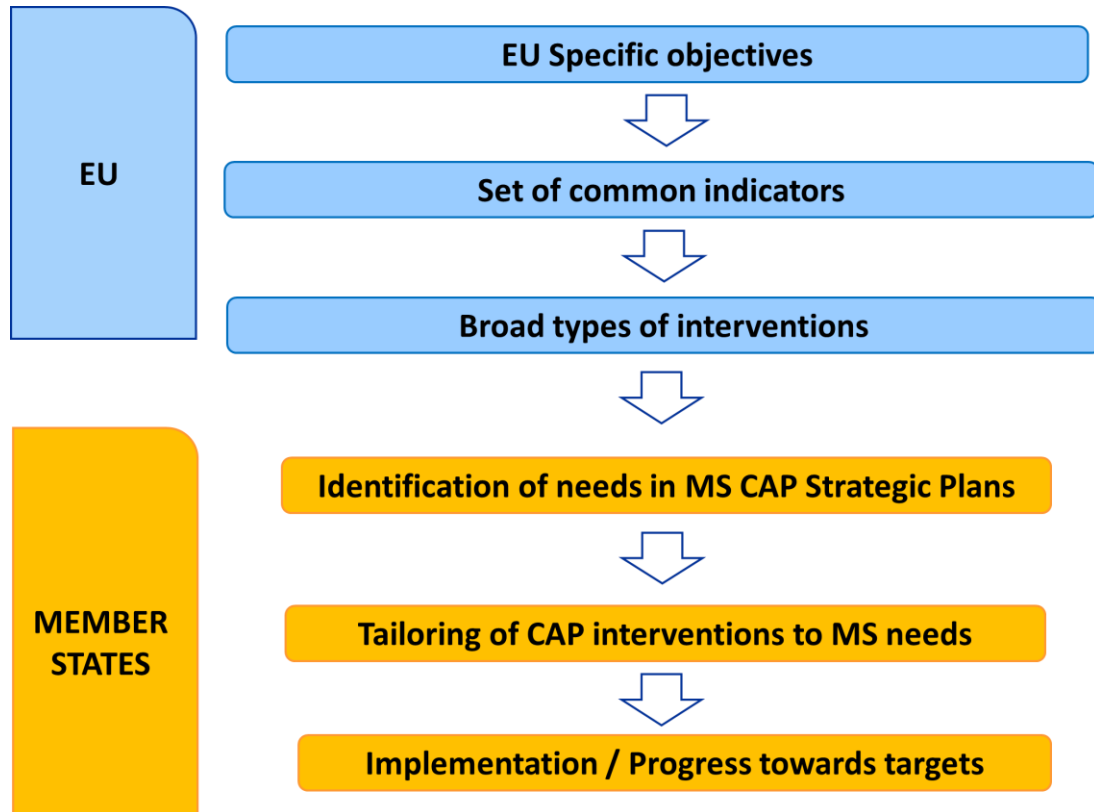 EU
EU Specific objectives
Set of common indicators
Broad types of interventions
MEMBER
STATES
Identification of needs in MS CAP Strategic Plans
Tailoring of CAP interventions to MS needs
Implementation / Progress towards targets